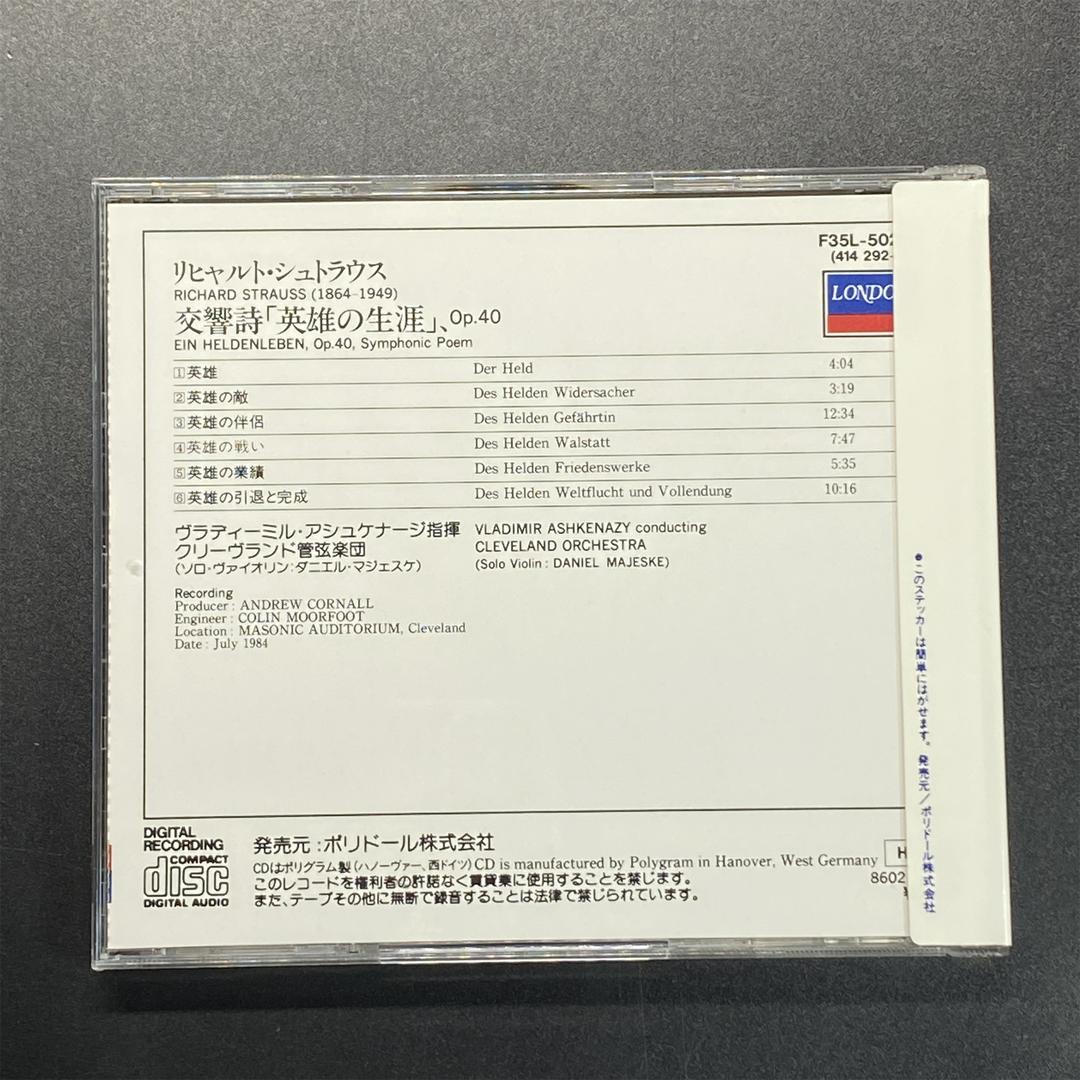 F35L-502
(414 292-
LONDO
リヒャルト・シュトラウス
RICHARD STRAUSS (1864-1949)
交響詩「英雄の生涯」、Op.40
EIN HELDENLEBEN, Op.40, Symphonic Poem
1 英雄 Der Held 4:04
2 英雄の敵 Des Helden Widersacher 3:19
3 英雄の伴侶 Des Helden Gefährtin 12:34
4 英雄の戦い Des Helden Walstatt 7:47
5 英雄の業績 Des Helden Friedenswerke 5:35
6 英雄の引退と完成 Des Helden Weltflucht und Vollendung 10:16
ヴラディーミル・アシュケナージ指揮 VLADIMIR ASHKENAZY conducting
クリーヴランド管弦楽団 CLEVELAND ORCHESTRA
(ソロ・ヴァイオリン:ダニエル・マジェスケ) (Solo Violin : DANIEL MAJESKE)
Recording
Producer : ANDREW CORNALL
Engineer : COLIN MOORFOOT
Location : MASONIC AUDITORIUM, Cleveland
Date : July 1984
DIGITAL
RECORDING
COMPACT
disc
DIGITAL AUDIO
発売元:ポリドール株式会社
CDはポリグラム製(ハノーヴァー、西ドイツ) CD is manufactured by Polygram in Hanover, West Germany
このレコードを権利者の許諾なく賃貸業に使用することを禁じます。
また、テープその他に無断で録音することは法律で禁じられています。
H
8602
●このステッカーは簡単にはがせます。 発売元/ポリドール株式会社